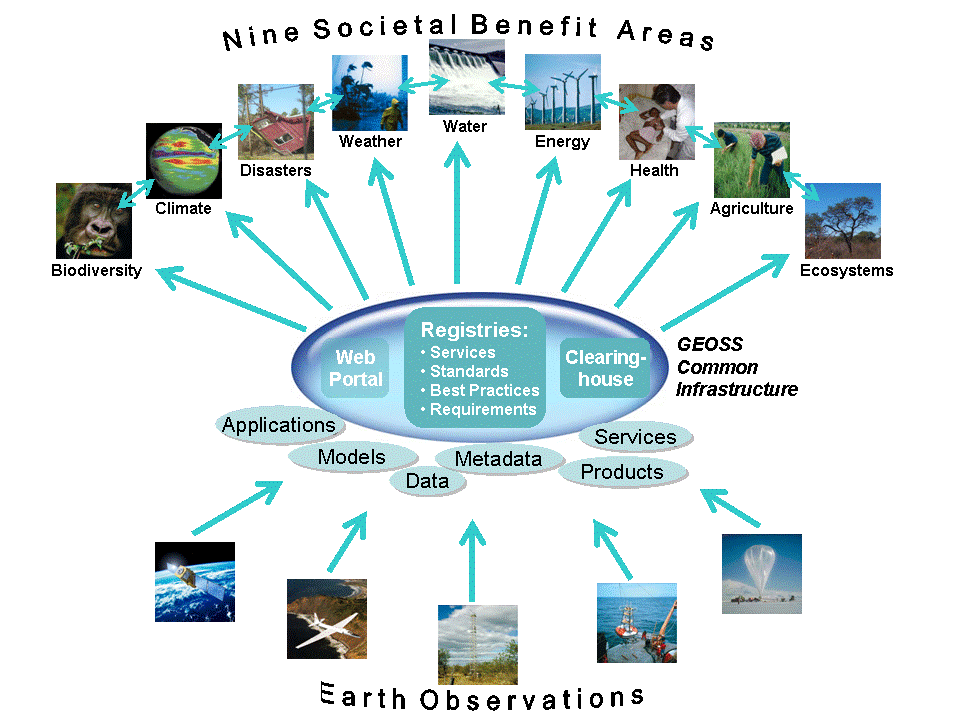 Nine Societal Benefit Areas
Water
Weather
Energy
Disasters
Health
Climate
Agriculture
Biodiversity
Ecosystems
Registries:
• Services
• Standards
• Best Practices
• Requirements
Web
Portal
Clearing-
house
GEOSS
Common
Infrastructure
Applications
Models
Data
Metadata
Services
Products
Earth Observations